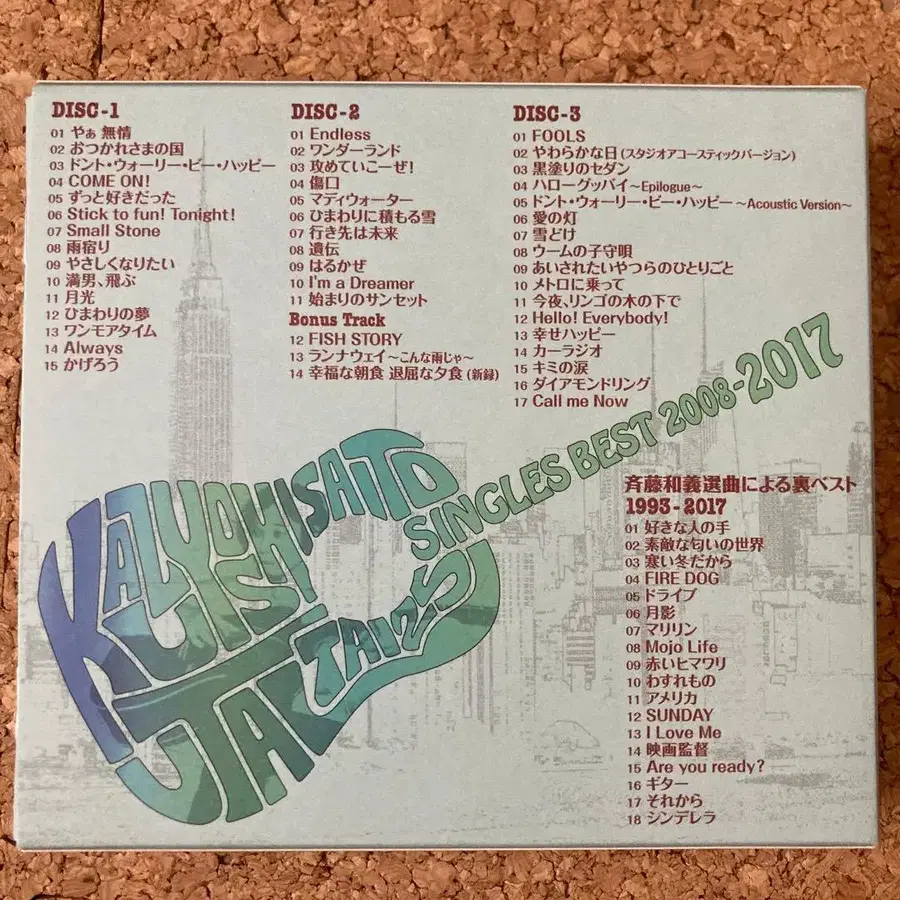 DISC-1
01 やぁ 無情
02 おつかれさまの国
03 ドント・ウォーリー・ビー・ハッピー
04 COME ON!
05 ずっと好きだった
06 Stick to fun! Tonight!
07 Small Stone
08 雨宿り
09 やさしくなりたい
10 満男、飛ぶ
11 月光
12 ひまわりの夢
13 ワンモアタイム
14 Always
15 かげろう
DISC-2
01 Endless
02 ワンダーランド
03 攻めていこーぜ!
04 傷口
05 マディウォーター
06 ひまわりに積もる雪
07 行き先は未来
08 遺伝
09 はるかぜ
10 I'm a Dreamer
11 始まりのサンセット
Bonus Track
12 FISH STORY
13 ランナウェイ～こんな雨じゃ～
14 幸福な朝食 退屈な夕食 (新録)
DISC-3
01 FOOLS
02 やわらかな日 (スタジオアコースティックバージョン)
03 黒塗りのセダン
04 ハローグッバイ ～Epilogue～
05 ドント・ウォーリー・ビー・ハッピー ～Acoustic Version～
06 愛の灯
07 雪どけ
08 ウームの子守唄
09 あいされたいやつらのひとりごと
10 メトロに乗って
11 今夜、リンゴの木の下で
12 Hello! Everybody!
13 幸せハッピー
14 カーラジオ
15 キミの涙
16 ダイアモンドリング
17 Call me Now
KAZUYOSHI SAITO
SINGLES BEST 2008-2017
斉藤和義選曲による裏ベスト
1993-2017
01 好きな人の手
02 素敵な匂いの世界
03 寒い冬だから
04 FIRE DOG
05 ドライブ
06 月影
07 マリリン
08 Mojo Life
09 赤いヒマワリ
10 わすれもの
11 アメリカ
12 SUNDAY
13 I Love Me
14 映画監督
15 Are you ready?
16 ギター
17 それから
18 シンデレラ